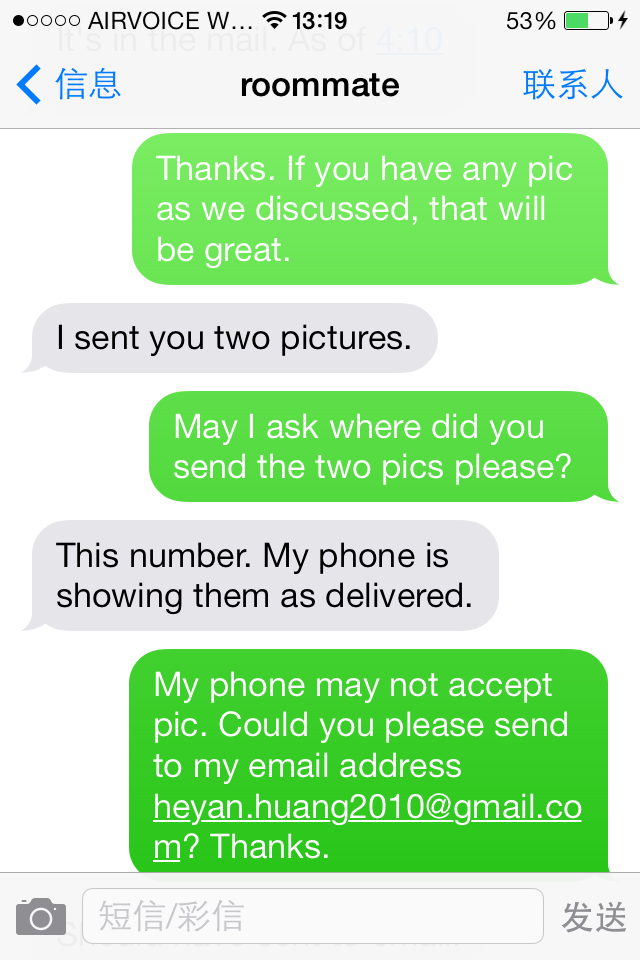 AIRVOICE W... 13:19 53%
It's in the mail. As of 4:10
信息 roommate 联系人
Thanks. If you have any pic
as we discussed, that will
be great.
I sent you two pictures.
May I ask where did you
send the two pics please?
This number. My phone is
showing them as delivered.
My phone may not accept
pic. Could you please send
to my email address
heyan.huang2010@gmail.co
m? Thanks.
短信/彩信 发送